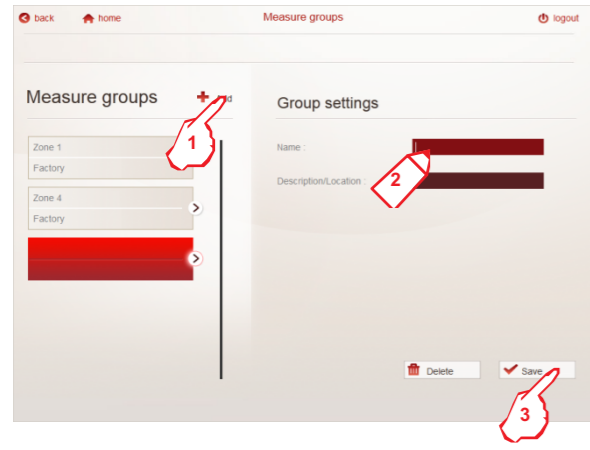 back
home
Measure groups
logout
Measure groups
Group settings
1
Zone 1
Factory
Zone 4
Factory
Name :
Description/Location :
2
Delete
Save
3